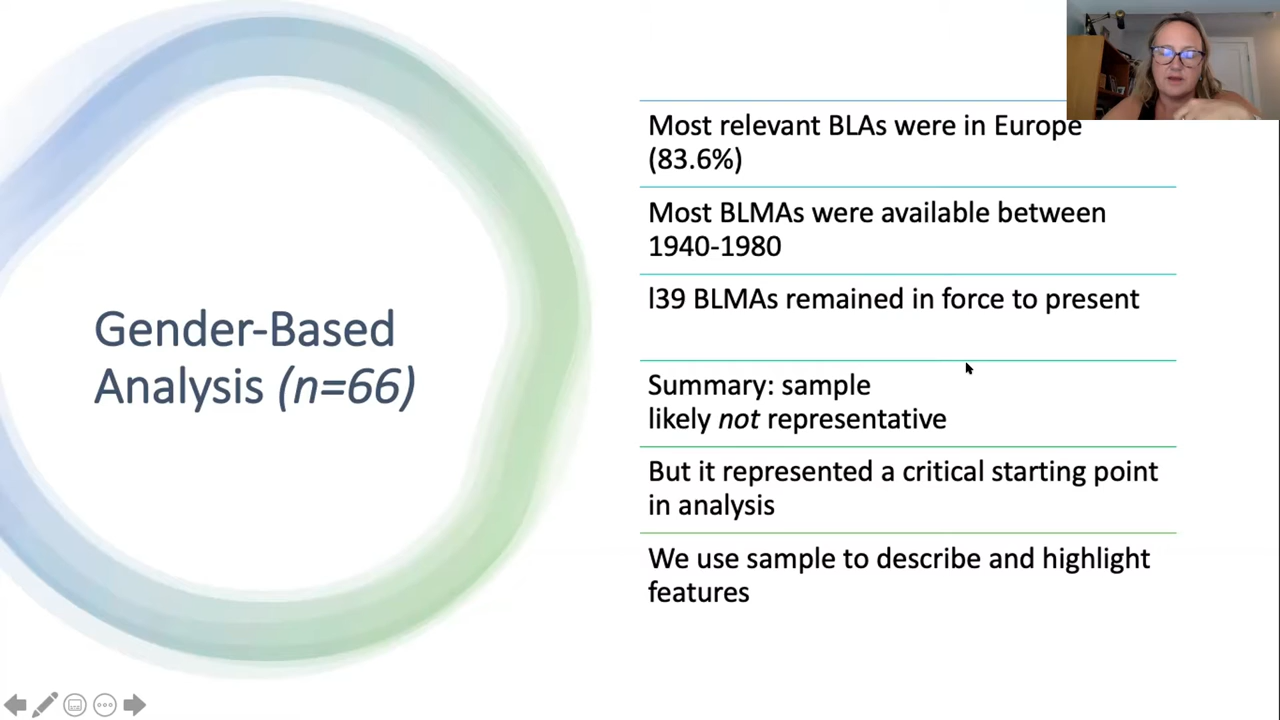 Gender-Based
Analysis (n=66)
Most relevant BLAs were in Europe
(83.6%)
Most BLMAs were available between
1940-1980
l39 BLMAs remained in force to present
Summary: sample
likely not representative
But it represented a critical starting point
in analysis
We use sample to describe and highlight
features